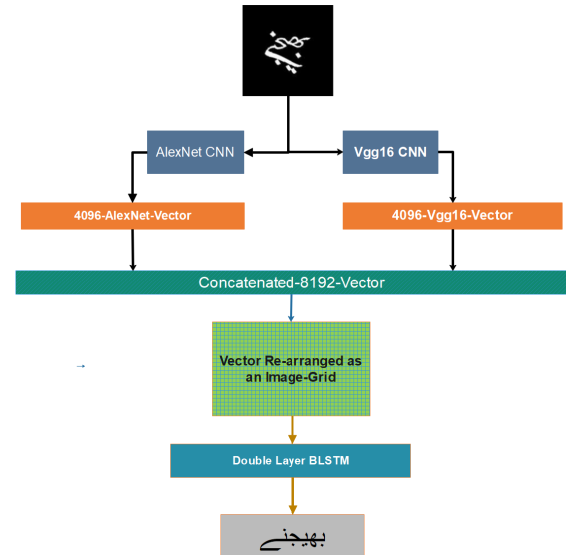 AlexNet CNN
Vgg16 CNN
4096-AlexNet-Vector
4096-Vgg16-Vector
Concatenated-8192-Vector
Vector Re-arranged as
an Image-Grid
Double Layer BLSTM
بھیجنے